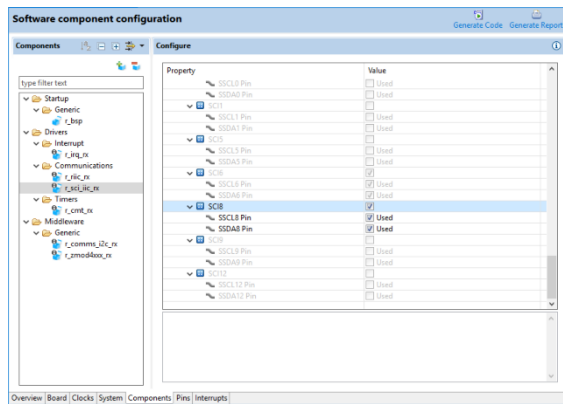 Software component configuration
Generate Code Generate Report
Components
Configure
type filter text
Startup
Generic
r_bsp
Drivers
Interrupt
r_irq_rx
Communications
r_riic_rx
r_sci_iic_rx
Timers
r_cmt_rx
Middleware
Generic
r_comms_i2c_rx
r_zmod4xxx_rx
Property Value
SSCL0 Pin Used
SSDA0 Pin Used
SCI1
SSCL1 Pin Used
SSDA1 Pin Used
SCI5
SSCL5 Pin Used
SSDA5 Pin Used
SCI6
SSCL6 Pin Used
SSDA6 Pin Used
SCI8
SSCL8 Pin Used
SSDA8 Pin Used
SCI9
SSCL9 Pin Used
SSDA9 Pin Used
SCI12
SSCL12 Pin Used
SSDA12 Pin Used
Overview Board Clocks System Components Pins Interrupts